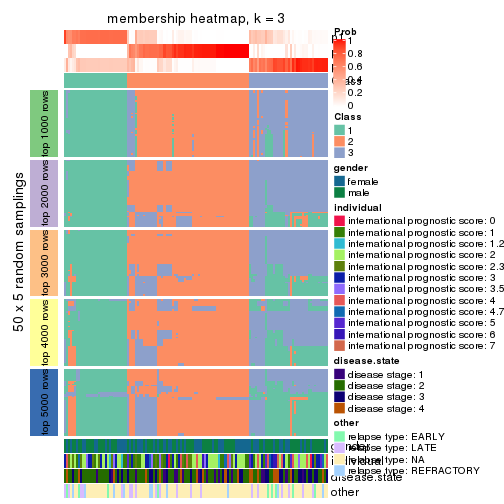 membership heatmap, k = 3
Prob
1
0.8
0.6
0.4
0.2
0
Class
1
2
3
gender
female
male
individual
international prognostic score: 0
international prognostic score: 1
international prognostic score: 1.2
international prognostic score: 2
international prognostic score: 2.3
international prognostic score: 3
international prognostic score: 3.5
international prognostic score: 4
international prognostic score: 4.7
international prognostic score: 5
international prognostic score: 6
international prognostic score: 7
disease.state
disease stage: 1
disease stage: 2
disease stage: 3
disease stage: 4
other
relapse type: EARLY
relapse type: LATE
relapse type: NA
relapse type: REFRACTORY
50 x 5 random samplings
top 1000 rows
top 2000 rows
top 3000 rows
top 4000 rows
top 5000 rows
gender
individual
disease.state
other